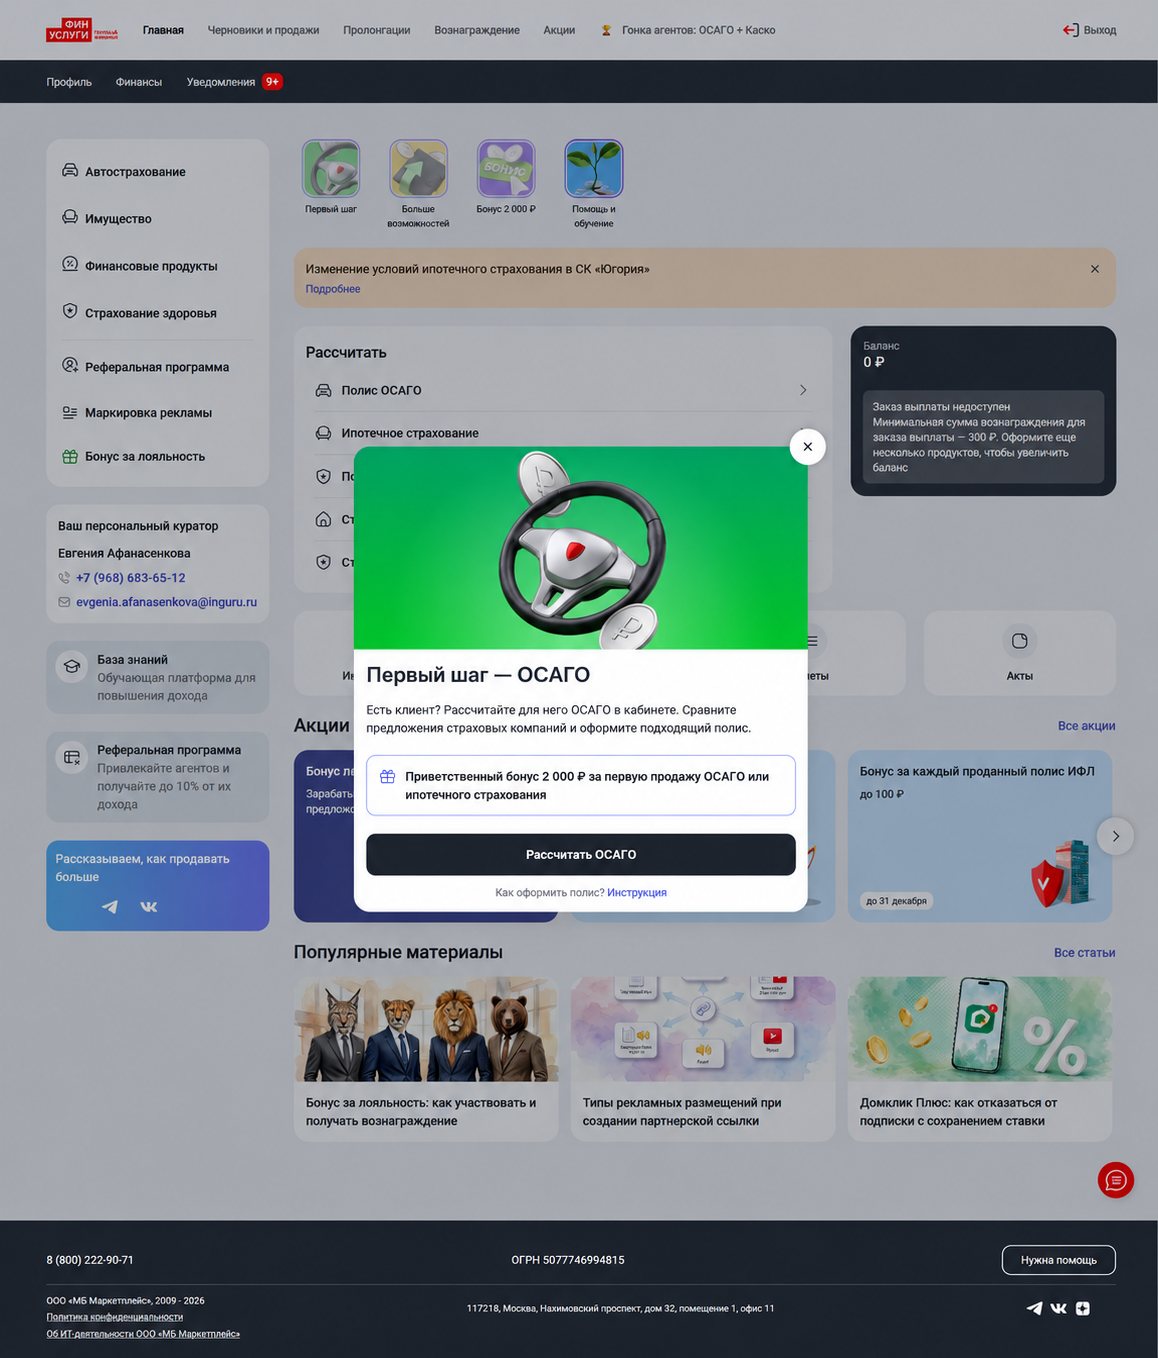 ФИН
УСЛУГИ
Главная
Черновики и продажи
Пролонгации
Вознаграждение
Акции
Гонка агентов: ОСАГО + Каско
Выход
Профиль
Финансы
Уведомления 9+
Автострахование
Имущество
Финансовые продукты
Страхование здоровья
Реферальная программа
Маркировка рекламы
Бонус за лояльность
Ваш персональный куратор
Евгения Афанасенкова
+7 (968) 683-65-12
evgenia.afanasenkova@inguru.ru
База знаний
Обучающая платформа для
повышения дохода
Реферальная программа
Привлекайте агентов и
получайте до 10% от их
дохода
Рассказываем, как продавать
больше
Первый шаг
Больше
возможностей
БОНУС
Бонус 2 000 ₽
Помощь и
обучение
Изменение условий ипотечного страхования в СК «Югория»
Подробнее
Рассчитать
Полис ОСАГО
Ипотечное страхование
Баланс
0 ₽
Заказ выплаты недоступен
Минимальная сумма вознаграждения для
заказа выплаты — 300 ₽. Оформите еще
несколько продуктов, чтобы увеличить
баланс
Первый шаг — ОСАГО
Есть клиент? Рассчитайте для него ОСАГО в кабинете. Сравните
предложения страховых компаний и оформите подходящий полис.
Приветственный бонус 2 000 ₽ за первую продажу ОСАГО или
ипотечного страхования
Рассчитать ОСАГО
Как оформить полис? Инструкция
Акты
Акции
Все акции
Бонус за каждый проданный полис ИФЛ
до 100 ₽
до 31 декабря
Популярные материалы
Все статьи
Бонус за лояльность: как участвовать и
получать вознаграждение
Типы рекламных размещений при
создании партнерской ссылки
Домклик Плюс: как отказаться от
подписки с сохранением ставки
8 (800) 222-90-71
ОГРН 5077746994815
Нужна помощь
ООО «МБ Маркетплейс», 2009 - 2026
Политика конфиденциальности
Об ИТ-деятельности ООО «МБ Маркетплейс»
117218, Москва, Нахимовский проспект, дом 32, помещение 1, офис 11